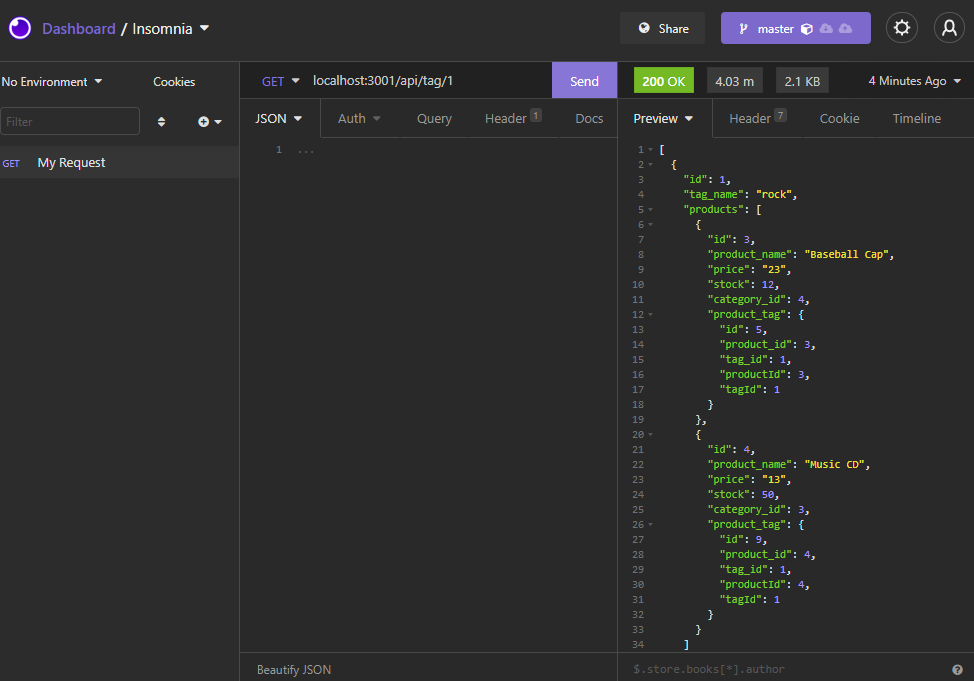 Dashboard / Insomnia
Share
master
No Environment
Cookies
GET localhost:3001/api/tag/1
Send
200 OK
4.03 m
2.1 KB
4 Minutes Ago
Filter
GET My Request
JSON
Auth
Query
Header 1
Docs
Preview
Header 7
Cookie
Timeline
1 ...
1 [
2 {
3 "id": 1,
4 "tag_name": "rock",
5 "products": [
6 {
7 "id": 3,
8 "product_name": "Baseball Cap",
9 "price": "23",
10 "stock": 12,
11 "category_id": 4,
12 "product_tag": {
13 "id": 5,
14 "product_id": 3,
15 "tag_id": 1,
16 "productId": 3,
17 "tagId": 1
18 }
19 },
20 {
21 "id": 4,
22 "product_name": "Music CD",
23 "price": "13",
24 "stock": 50,
25 "category_id": 3,
26 "product_tag": {
27 "id": 9,
28 "product_id": 4,
29 "tag_id": 1,
30 "productId": 4,
31 "tagId": 1
32 }
33 }
34 ]
Beautify JSON
$.store.books[*].author